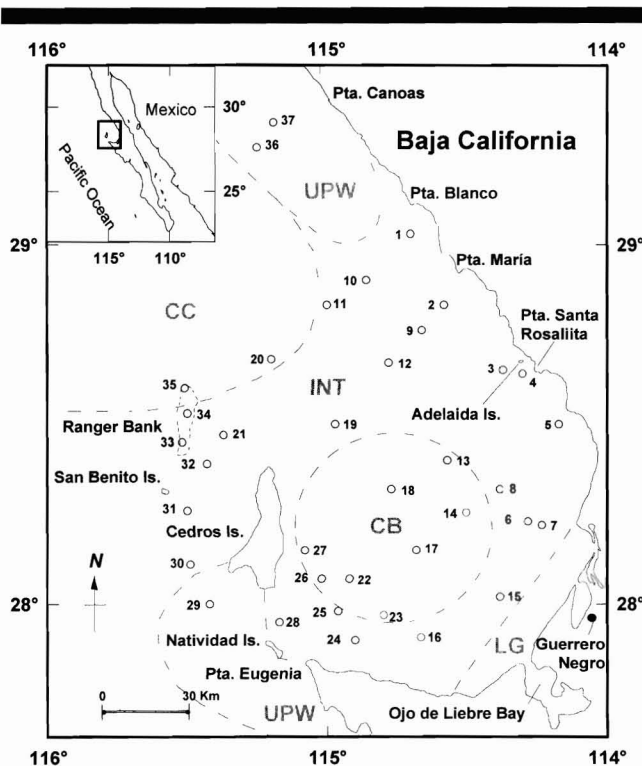 116°
115°
114°
Pta. Canoas
Mexico
30°
25°
Pacific Ocean
115°
110°
37
36
Baja California
UPW
Pta. Blanco
1
29°
29°
Pta. María
10
11
2
CC
9
Pta. Santa
Rosaliita
20
12
3
4
35
INT
Adelaida Is.
34
Ranger Bank
33
21
19
5
32
13
San Benito Is.
18
8
31
14
6
7
Cedros Is.
CB
27
17
N
30
26
22
15
28°
28°
29
25
23
28
24
16
Natividad Is.
LG
Guerrero
Negro
Pta. Eugenia
0
30 Km
UPW
Ojo de Liebre Bay
116°
115°
114°